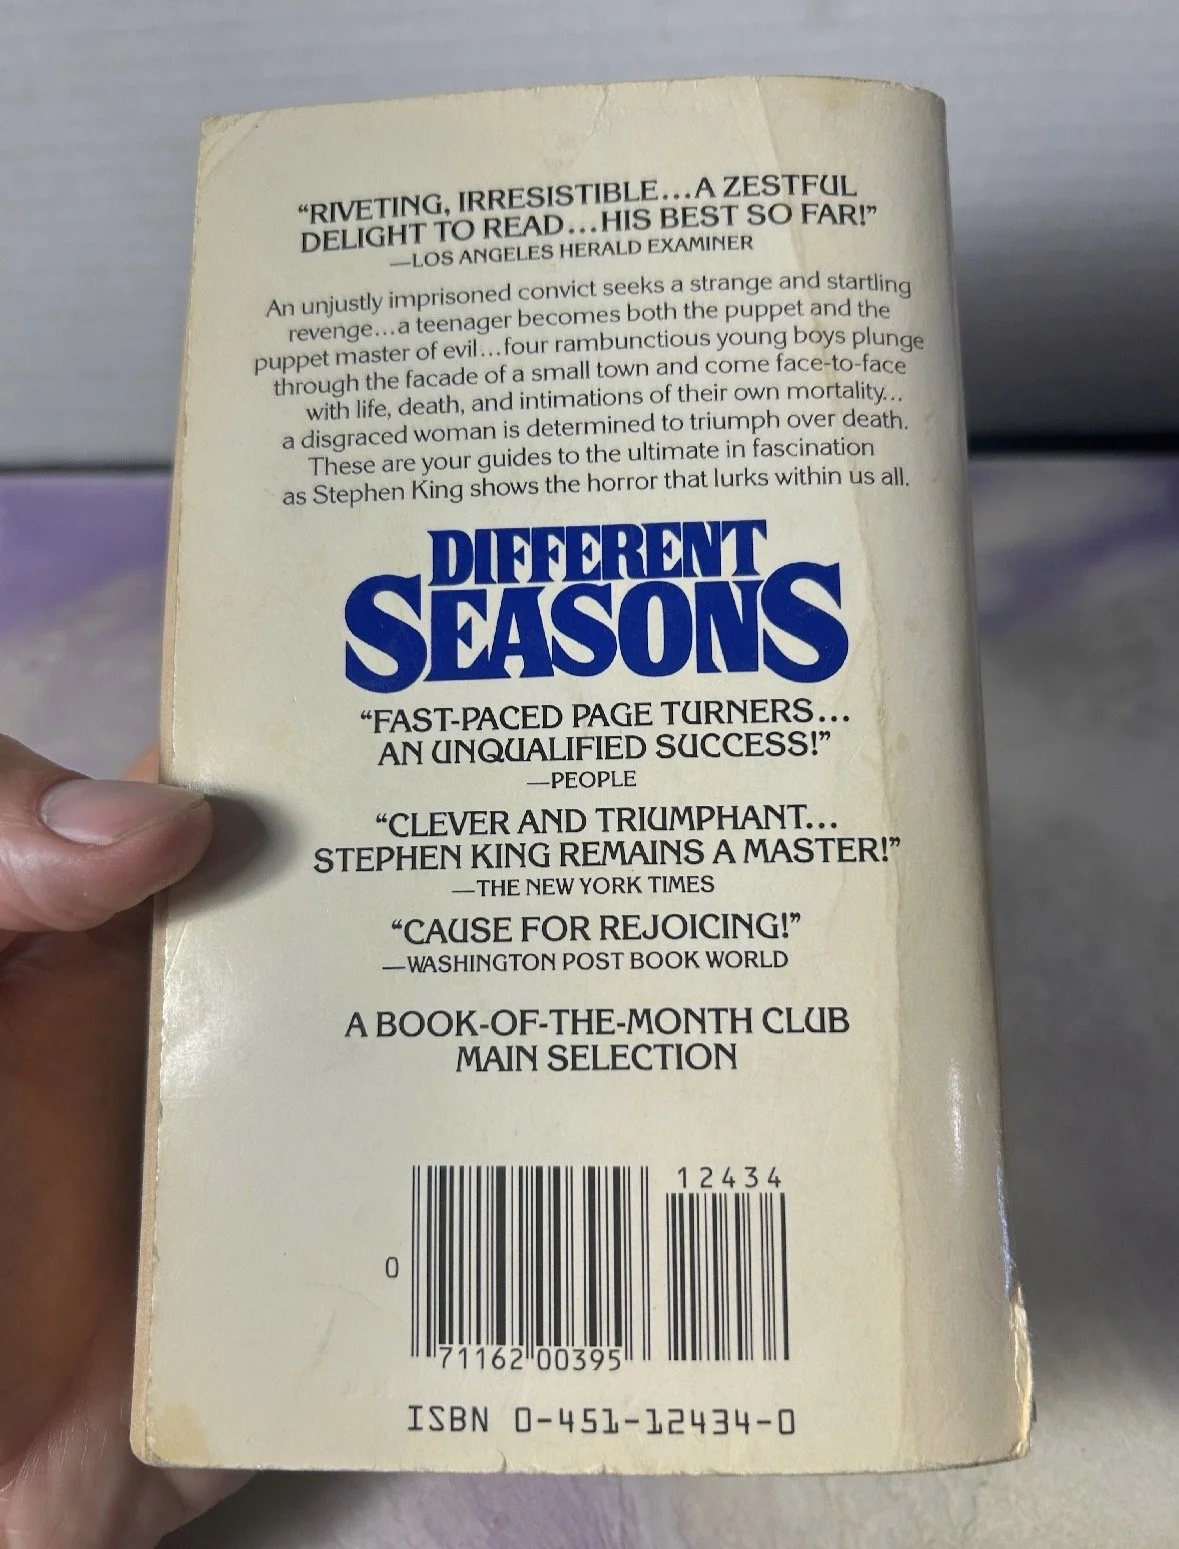 “RIVETING, IRRESISTIBLE...A ZESTFUL
DELIGHT TO READ...HIS BEST SO FAR!”
—LOS ANGELES HERALD EXAMINER
An unjustly imprisoned convict seeks a strange and startling
revenge...a teenager becomes both the puppet and the
puppet master of evil...four rambunctious young boys plunge
through the facade of a small town and come face-to-face
with life, death, and intimations of their own mortality...
a disgraced woman is determined to triumph over death.
These are your guides to the ultimate in fascination
as Stephen King shows the horror that lurks within us all.
DIFFERENT
SEASONS
“FAST-PACED PAGE TURNERS...
AN UNQUALIFIED SUCCESS!”
—PEOPLE
“CLEVER AND TRIUMPHANT...
STEPHEN KING REMAINS A MASTER!”
—THE NEW YORK TIMES
“CAUSE FOR REJOICING!”
—WASHINGTON POST BOOK WORLD
A BOOK-OF-THE-MONTH CLUB
MAIN SELECTION
12434
0
71162 00395
ISBN 0-451-12434-0